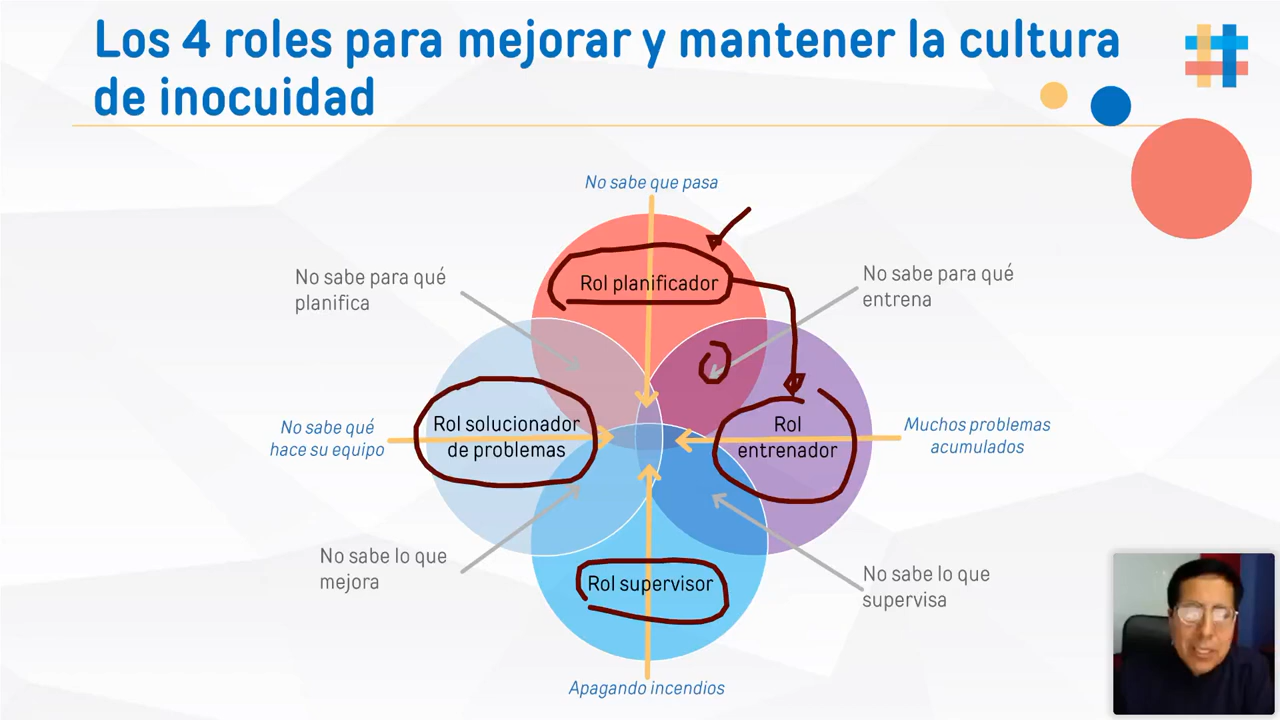 Los 4 roles para mejorar y mantener la cultura
de inocuidad
No sabe que pasa
No sabe para qué
planifica
Rol planificador
No sabe para qué
entrena
No sabe qué
hace su equipo
Rol solucionador
de problemas
Rol
entrenador
Muchos problemas
acumulados
No sabe lo que
mejora
Rol supervisor
No sabe lo que
supervisa
Apagando incendios